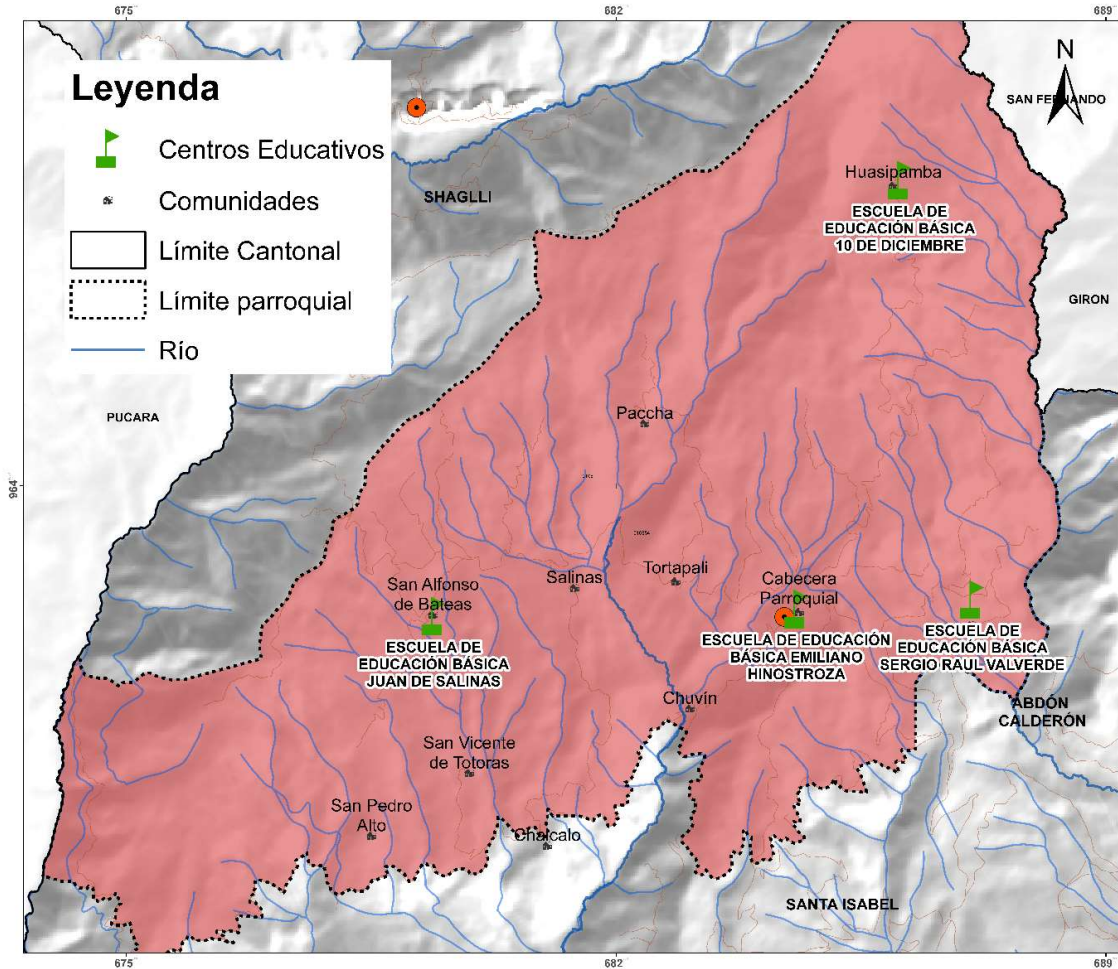 675
682
689
Leyenda
Centros Educativos
Comunidades
Límite Cantonal
Límite parroquial
Río
N
SAN FERNANDO
SHAGLLI
Huasipamba
ESCUELA DE
EDUCACIÓN BÁSICA
10 DE DICIEMBRE
GIRON
PUCARA
Paccha
964
964
San Alfonso
de Bateas
Salinas
Tortapali
Cabecera
Parroquial
ESCUELA DE
EDUCACIÓN BÁSICA
JUAN DE SALINAS
ESCUELA DE EDUCACIÓN
BÁSICA EMILIANO
HINOSTROZA
ESCUELA DE
EDUCACIÓN BÁSICA
SERGIO RAUL VALVERDE
Chuvín
ABDÓN
CALDERÓN
San Vicente
de Totoras
San Pedro
Alto
Chalcalo
SANTA ISABEL
675
682
689